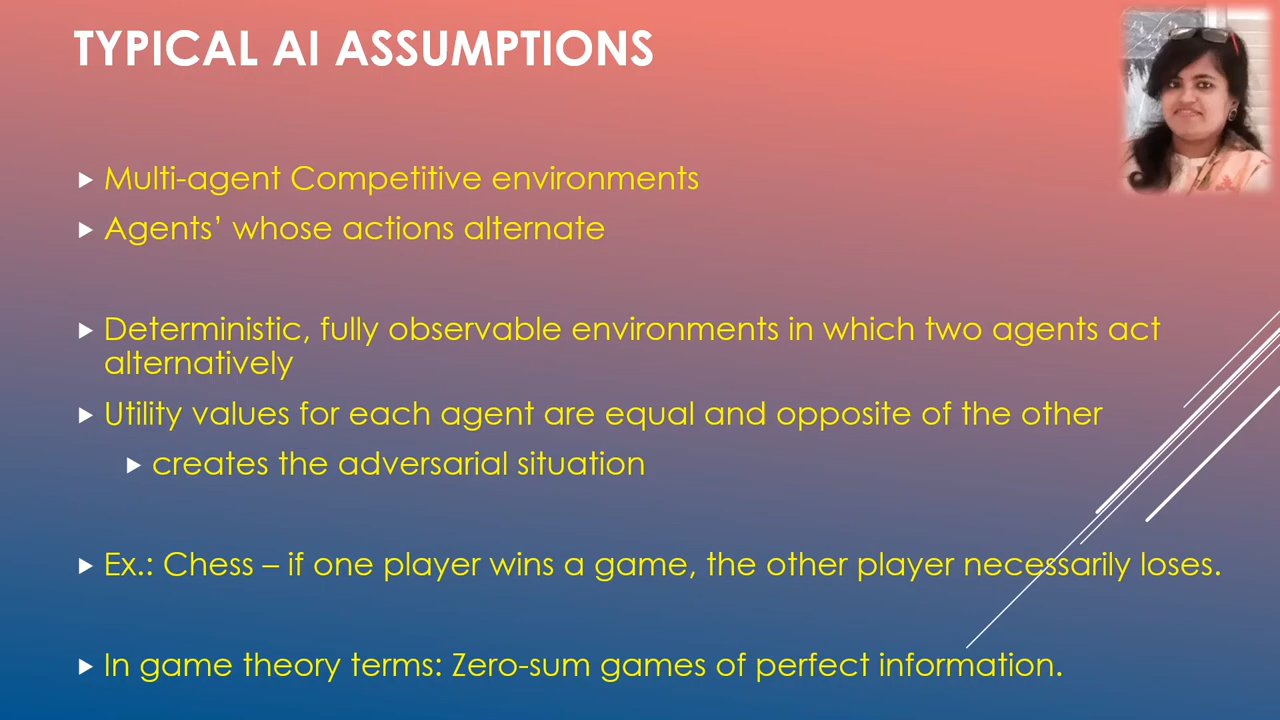 TYPICAL AI ASSUMPTIONS
Multi-agent Competitive environments
Agents’ whose actions alternate
Deterministic, fully observable environments in which two agents act
alternatively
Utility values for each agent are equal and opposite of the other
creates the adversarial situation
Ex.: Chess – if one player wins a game, the other player necessarily loses.
In game theory terms: Zero-sum games of perfect information.